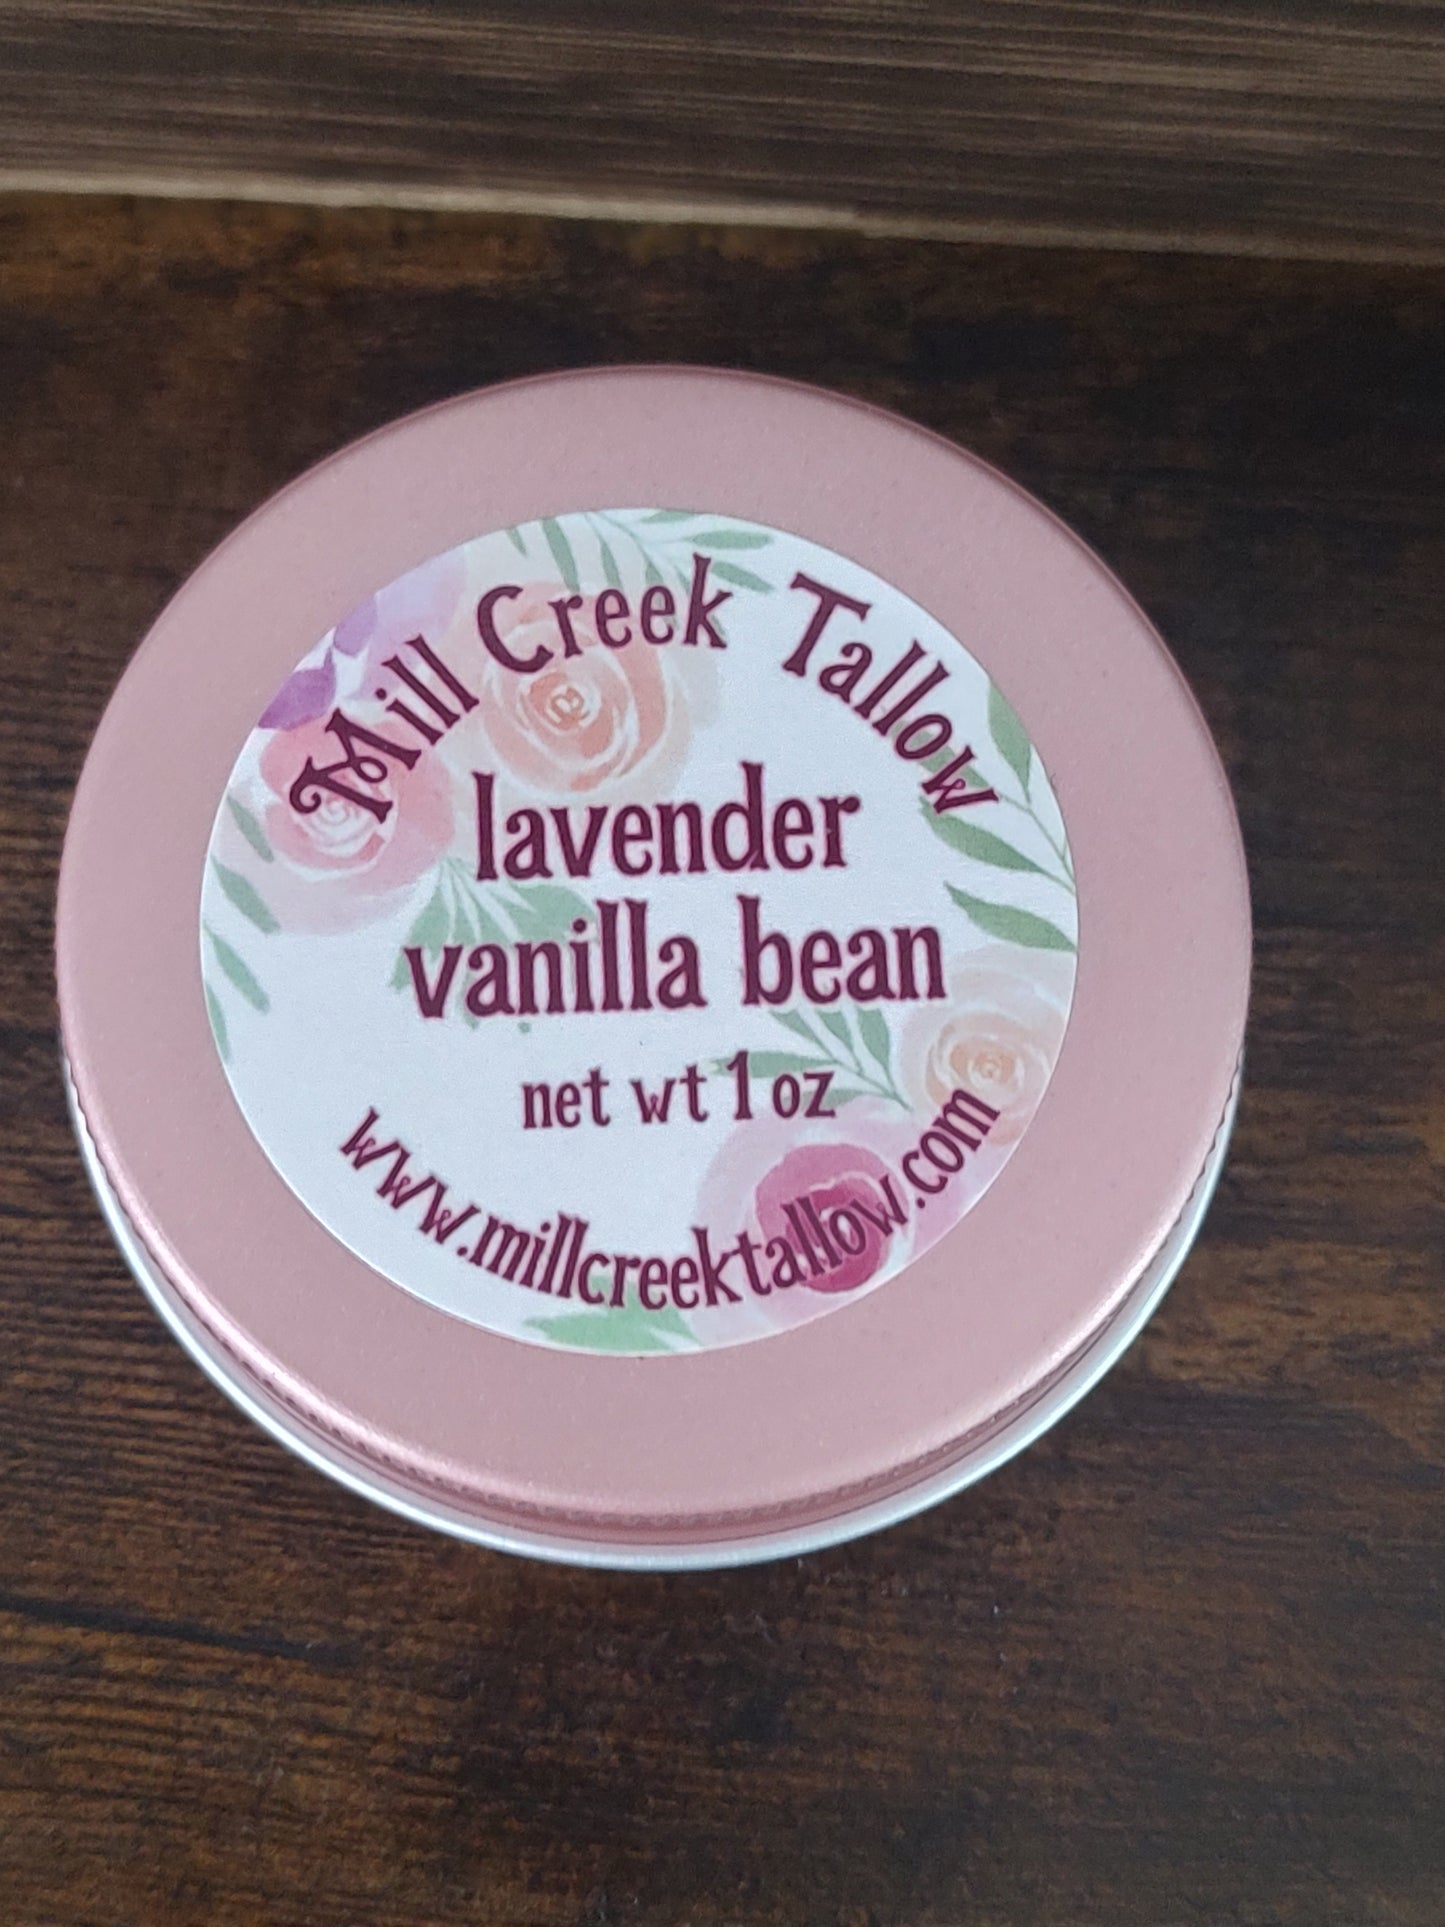 Mill Creek Tallow
lavender
vanilla bean
net wt 1 oz
www.millcreektallow.com